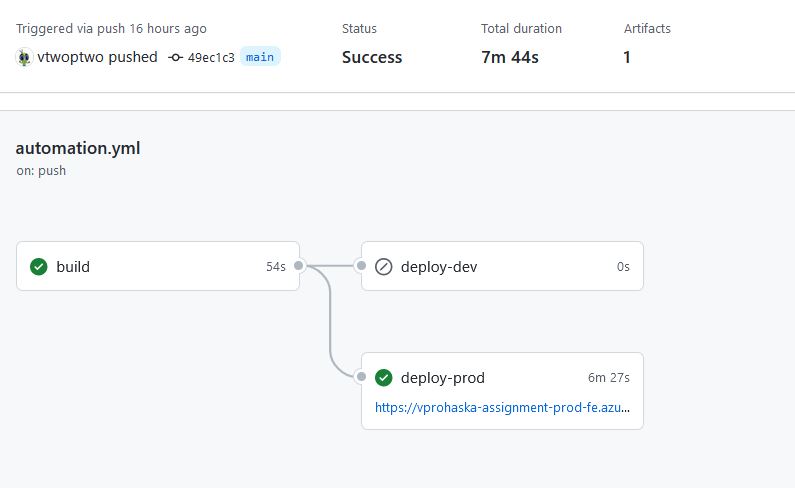 Triggered via push 16 hours ago
vtwoptwo pushed 49ec1c3 main
Status
Success
Total duration
7m 44s
Artifacts
1
automation.yml
on: push
build 54s
deploy-dev 0s
deploy-prod 6m 27s
https://vprohaska-assignment-prod-fe.azu...